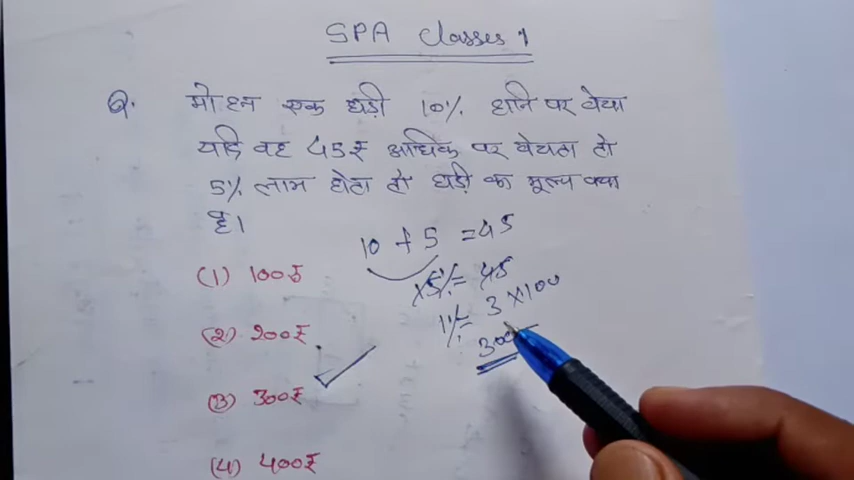 SPA Classes 1
Q. मोहन एक घड़ी 10% हानि पर बेचा
यदि वह 45₹ अधिक पर बेचता तो
5% लाभ होता तो घड़ी का मूल्य क्या
है।
10 + 5 = 45
15% = 45
1% = 3 × 100
300
(1) 100₹
(2) 200₹
(3) 300₹
(4) 400₹